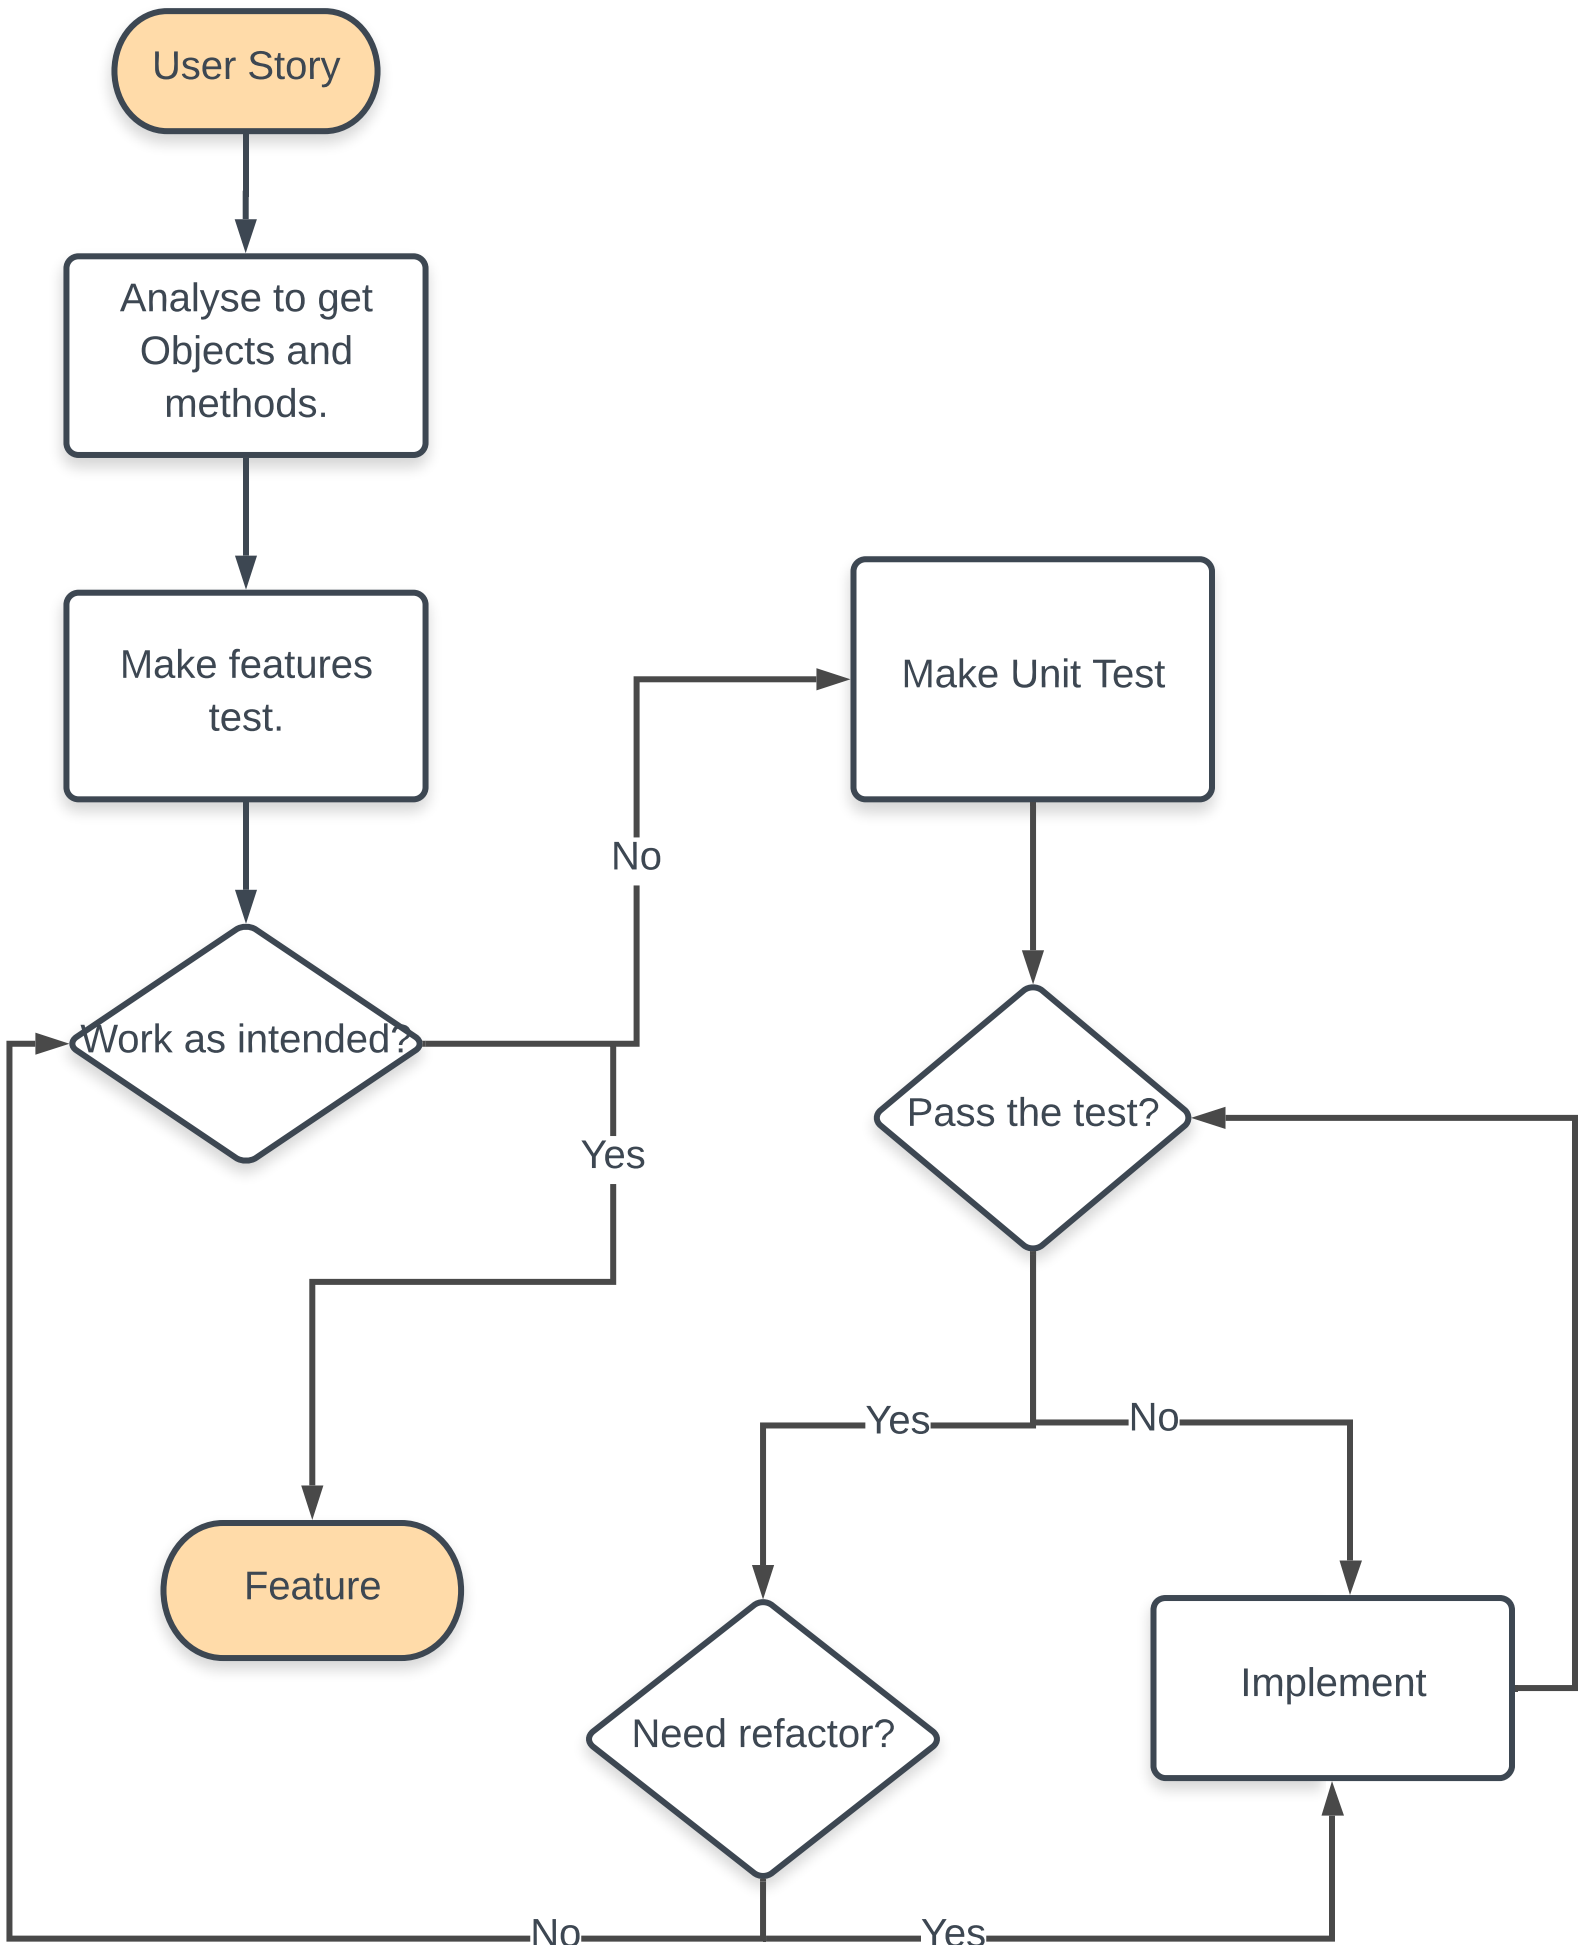 User Story
Analyse to get
Objects and
methods.
Make features
test.
Make Unit Test
No
Work as intended?
Pass the test?
Yes
Yes
No
Feature
Implement
Need refactor?
No
Yes